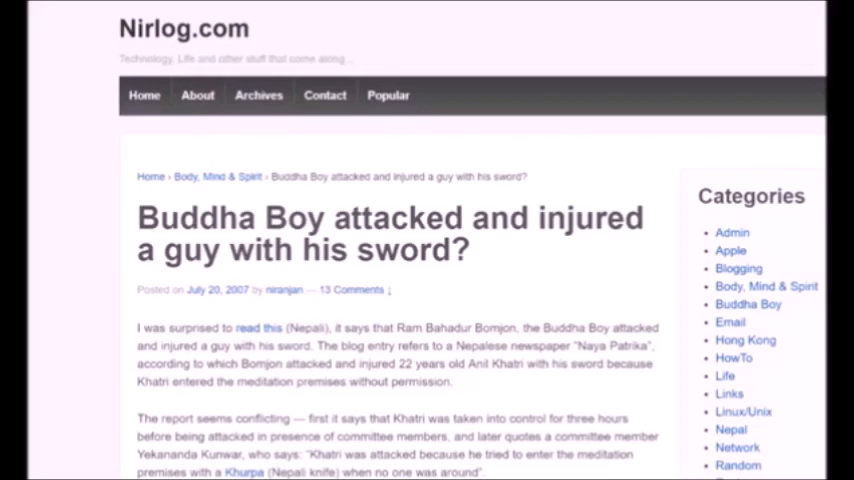 Nirlog.com
Technology, Life and other stuff that come along...
Home About Archives Contact Popular
Home › Body, Mind & Spirit › Buddha Boy attacked and injured a guy with his sword?
Buddha Boy attacked and injured
a guy with his sword?
Posted on July 20, 2007 by niranjan — 13 Comments ↓
I was surprised to read this (Nepali), it says that Ram Bahadur Bomjon, the Buddha Boy attacked
and injured a guy with his sword. The blog entry refers to a Nepalese newspaper "Naya Patrika",
according to which Bomjon attacked and injured 22 years old Anil Khatri with his sword because
Khatri entered the meditation premises without permission.
The report seems conflicting — first it says that Khatri was taken into control for three hours
before being attacked in presence of committee members, and later quotes a committee member
Yekananda Kunwar, who says: "Khatri was attacked because he tried to enter the meditation
premises with a Khurpa (Nepali knife) when no one was around".
Categories
Admin
Apple
Blogging
Body, Mind & Spirit
Buddha Boy
Email
Hong Kong
HowTo
Life
Links
Linux/Unix
Nepal
Network
Random